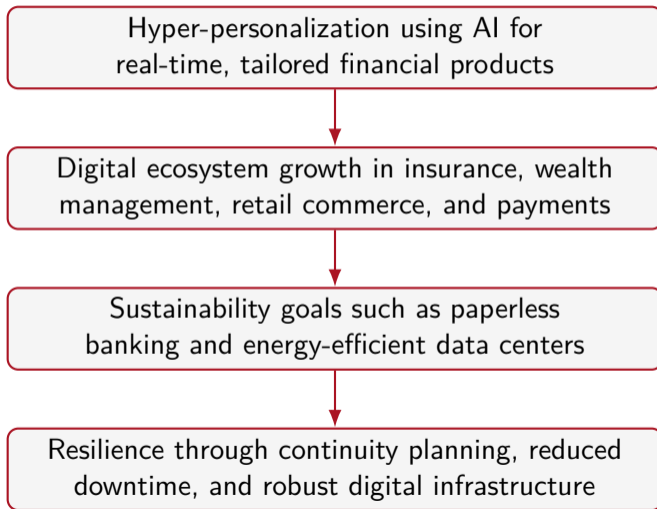 Hyper-personalization using AI for
real-time, tailored financial products
Digital ecosystem growth in insurance, wealth
management, retail commerce, and payments
Sustainability goals such as paperless
banking and energy-efficient data centers
Resilience through continuity planning, reduced
downtime, and robust digital infrastructure